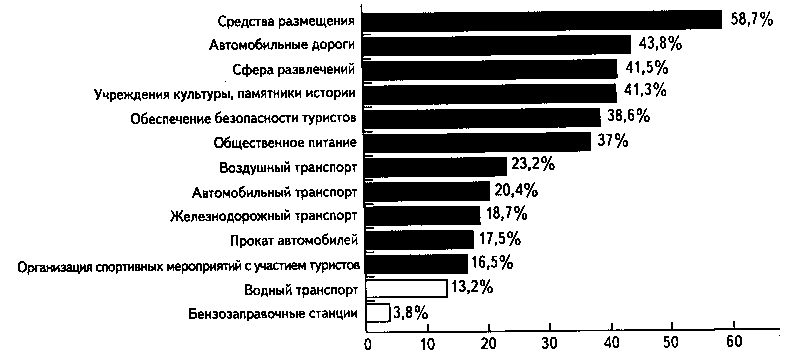 Средства размещения 58,7%
Автомобильные дороги 43,8%
Сфера развлечений 41,5%
Учреждения культуры, памятники истории 41,3%
Обеспечение безопасности туристов 38,6%
Общественное питание 37%
Воздушный транспорт 23,2%
Автомобильный транспорт 20,4%
Железнодорожный транспорт 18,7%
Прокат автомобилей 17,5%
Организация спортивных мероприятий с участием туристов 16,5%
Водный транспорт 13,2%
Бензозаправочные станции 3,8%
0 10 20 30 40 50 60